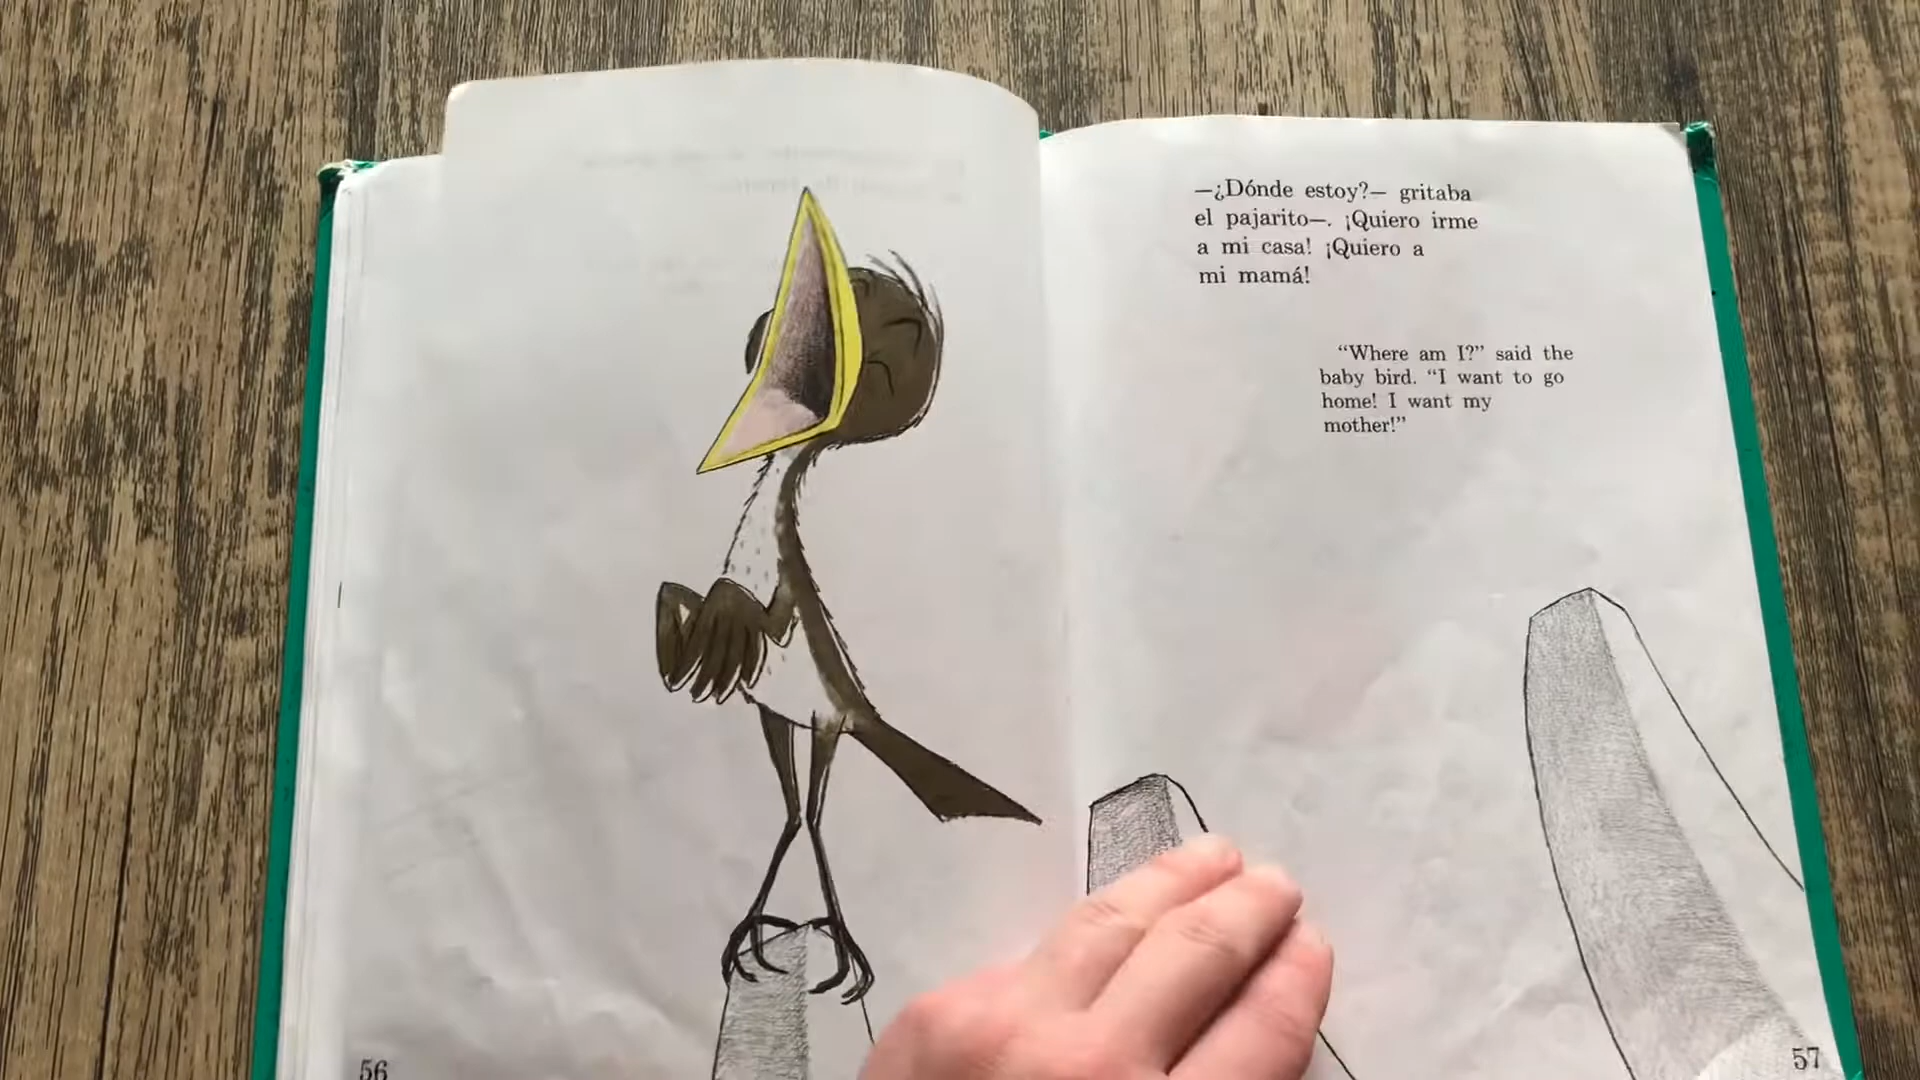 —¿Dónde estoy?— gritaba
el pajarito—. ¡Quiero irme
a mi casa! ¡Quiero a
mi mamá!
“Where am I?” said the
baby bird. “I want to go
home! I want my
mother!”
56
57